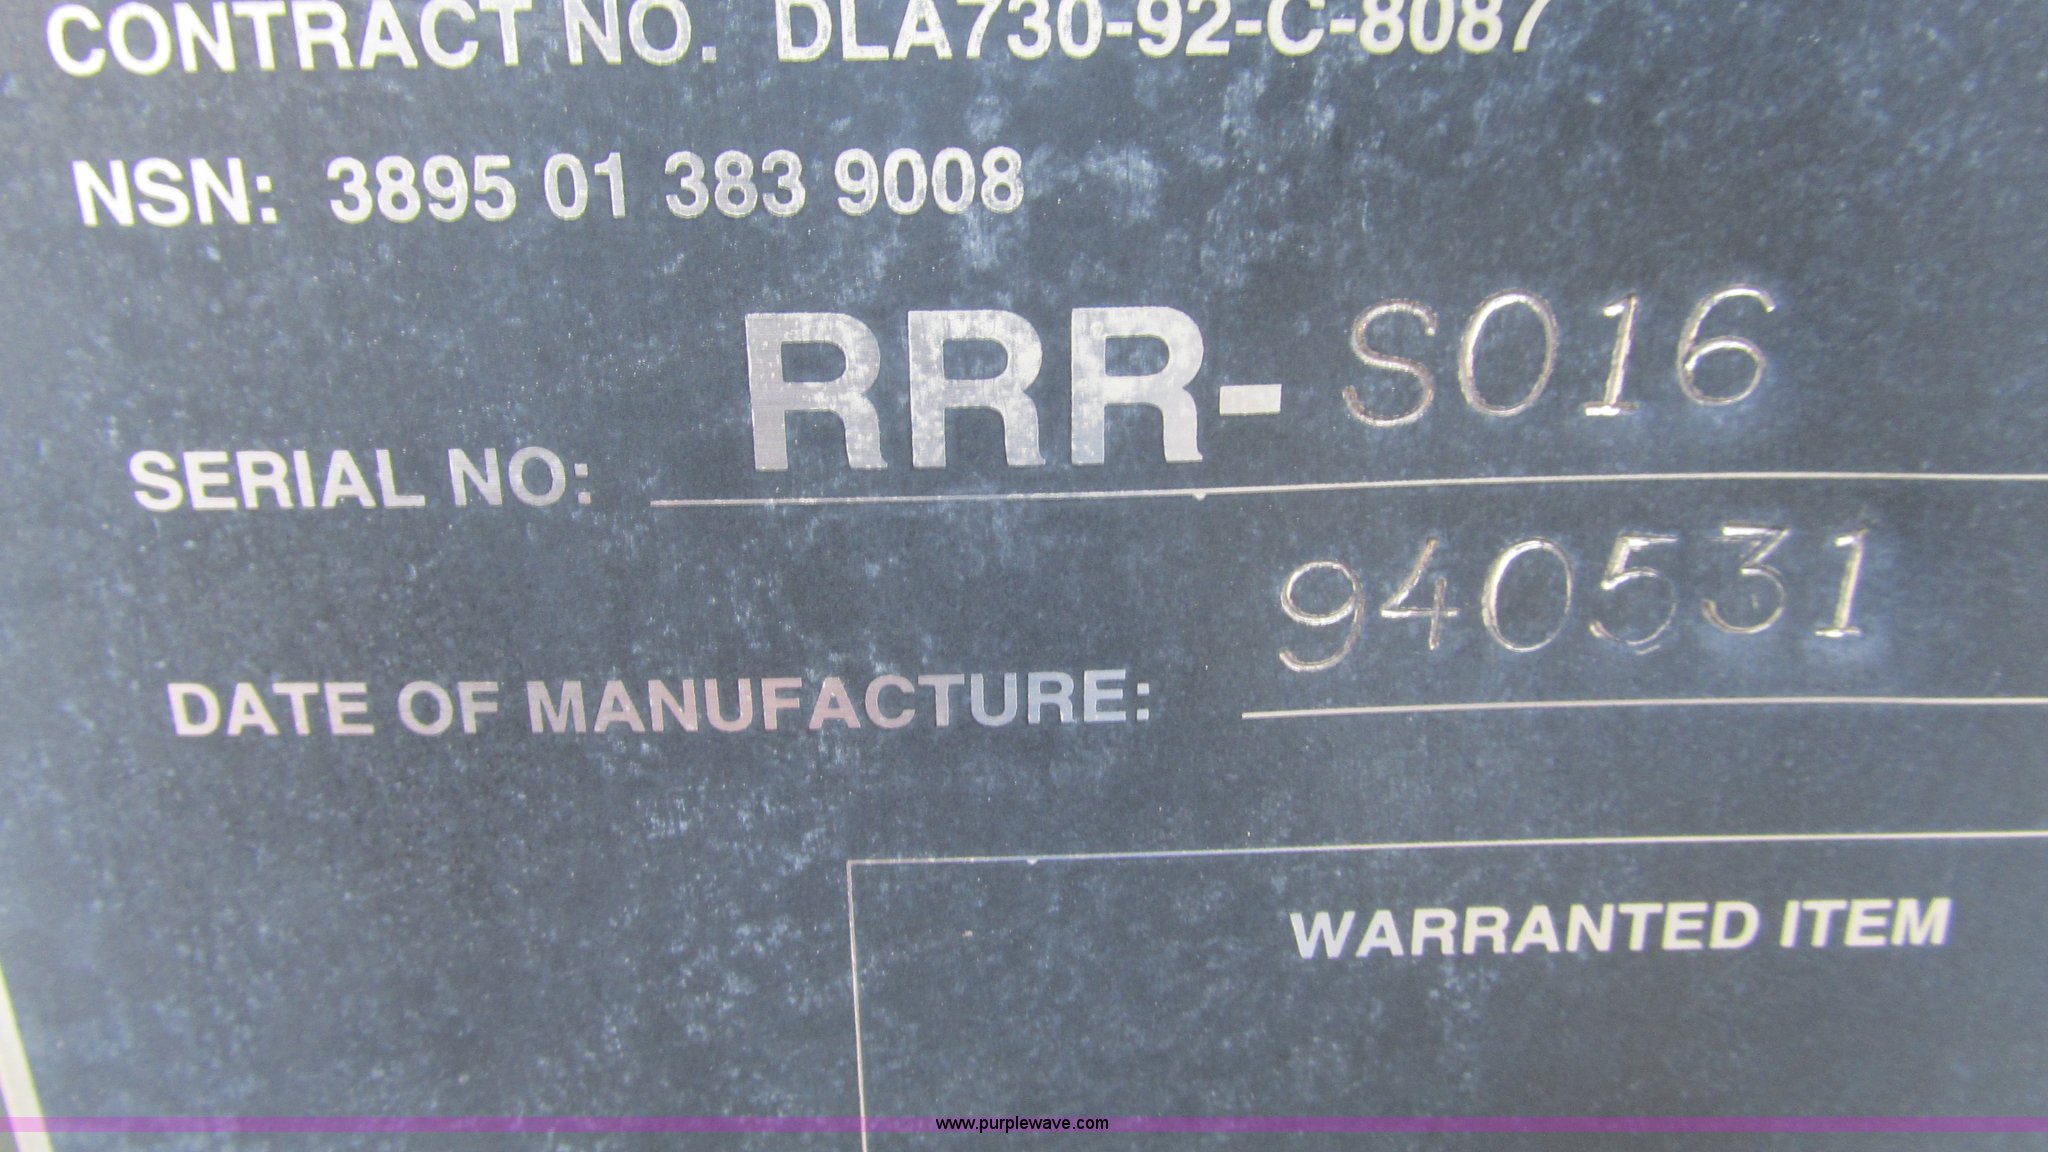 CONTRACT NO. DLA730-92-C-8087
NSN: 3895 01 383 9008
SERIAL NO: RRR- S016
DATE OF MANUFACTURE: 940531
WARRANTED ITEM
www.purplewave.com